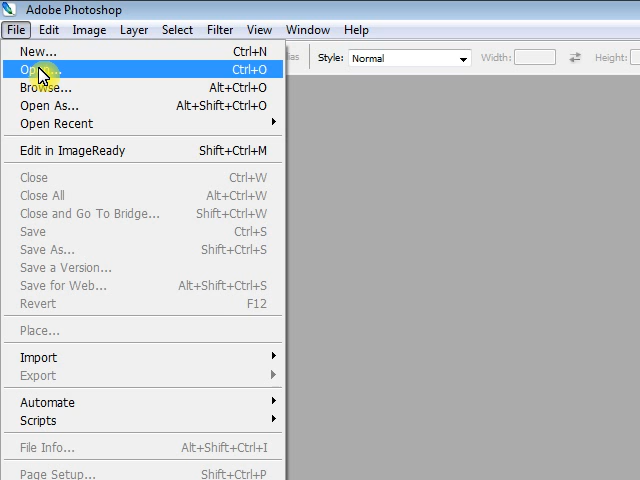 Adobe Photoshop
File Edit Image Layer Select Filter View Window Help
Style: Normal Width: Height:
New... Ctrl+N
Open... Ctrl+O
Browse... Alt+Ctrl+O
Open As... Alt+Shift+Ctrl+O
Open Recent
Edit in ImageReady Shift+Ctrl+M
Close Ctrl+W
Close All Alt+Ctrl+W
Close and Go To Bridge... Shift+Ctrl+W
Save Ctrl+S
Save As... Shift+Ctrl+S
Save a Version...
Save for Web... Alt+Shift+Ctrl+S
Revert F12
Place...
Import
Export
Automate
Scripts
File Info... Alt+Shift+Ctrl+I
Page Setup... Shift+Ctrl+P